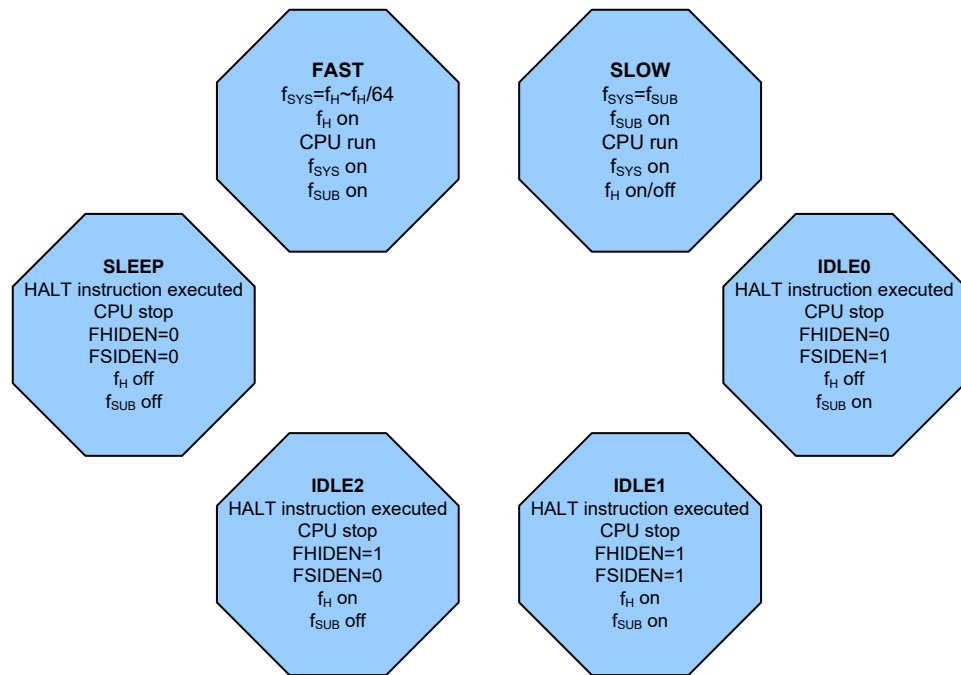 FAST
fSYS=fH~fH/64
fH on
CPU run
fSYS on
fSUB on
SLOW
fSYS=fSUB
fSUB on
CPU run
fSYS on
fH on/off
SLEEP
HALT instruction executed
CPU stop
FHIDEN=0
FSIDEN=0
fH off
fSUB off
IDLE0
HALT instruction executed
CPU stop
FHIDEN=0
FSIDEN=1
fH off
fSUB on
IDLE2
HALT instruction executed
CPU stop
FHIDEN=1
FSIDEN=0
fH on
fSUB off
IDLE1
HALT instruction executed
CPU stop
FHIDEN=1
FSIDEN=1
fH on
fSUB on